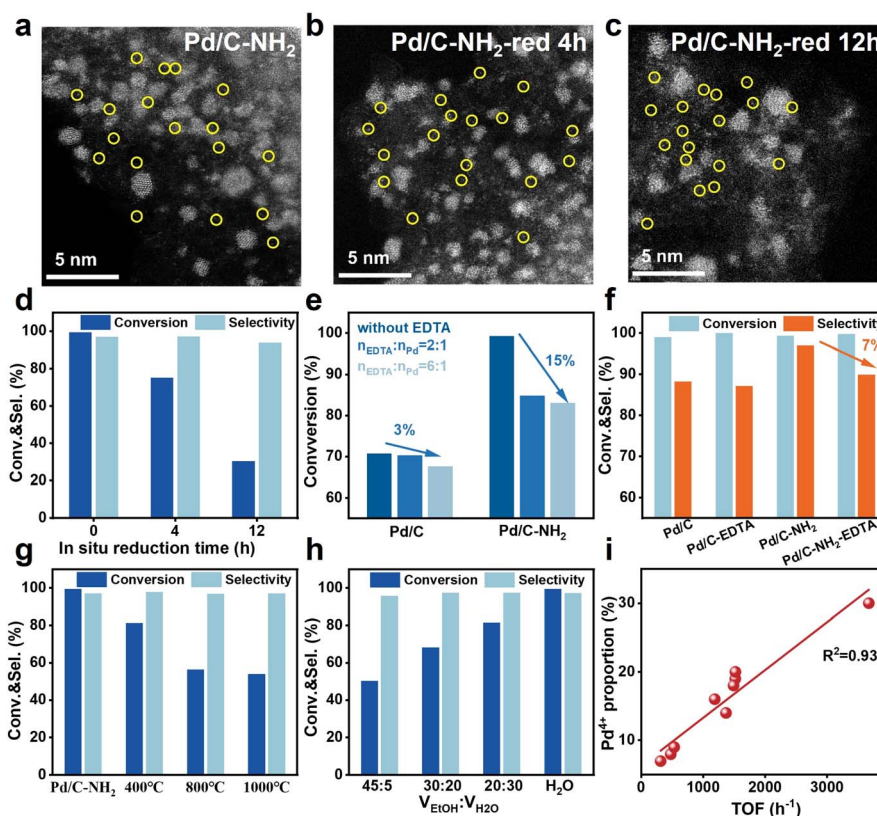 a
Pd/C-NH₂
5 nm
b
Pd/C-NH₂-red 4h
5 nm
c
Pd/C-NH₂-red 12h
5 nm
d
Conversion
Selectivity
Conv.&Sel. (%)
100
80
60
40
20
0
0
4
12
In situ reduction time (h)
e
without EDTA
nEDTA:nPd=2:1
nEDTA:nPd=6:1
3%
15%
Convversion (%)
100
90
80
70
60
Pd/C
Pd/C-NH₂
f
Conversion
Selectivity
7%
Conv.&Sel. (%)
100
90
80
70
60
Pd/C
Pd/C-EDTA
Pd/C-NH₂
Pd/C-NH₂-EDTA
g
Conversion
Selectivity
Conv.&Sel. (%)
100
80
60
40
20
0
Pd/C-NH₂
400℃
800℃
1000℃
h
Conversion
Selectivity
Conv.&Sel. (%)
100
80
60
40
20
0
45:5
30:20
20:30
H₂O
VEtOH:VH2O
i
R²=0.93
Pd⁴⁺ proportion (%)
30
20
10
0
1000
2000
3000
TOF (h⁻¹)